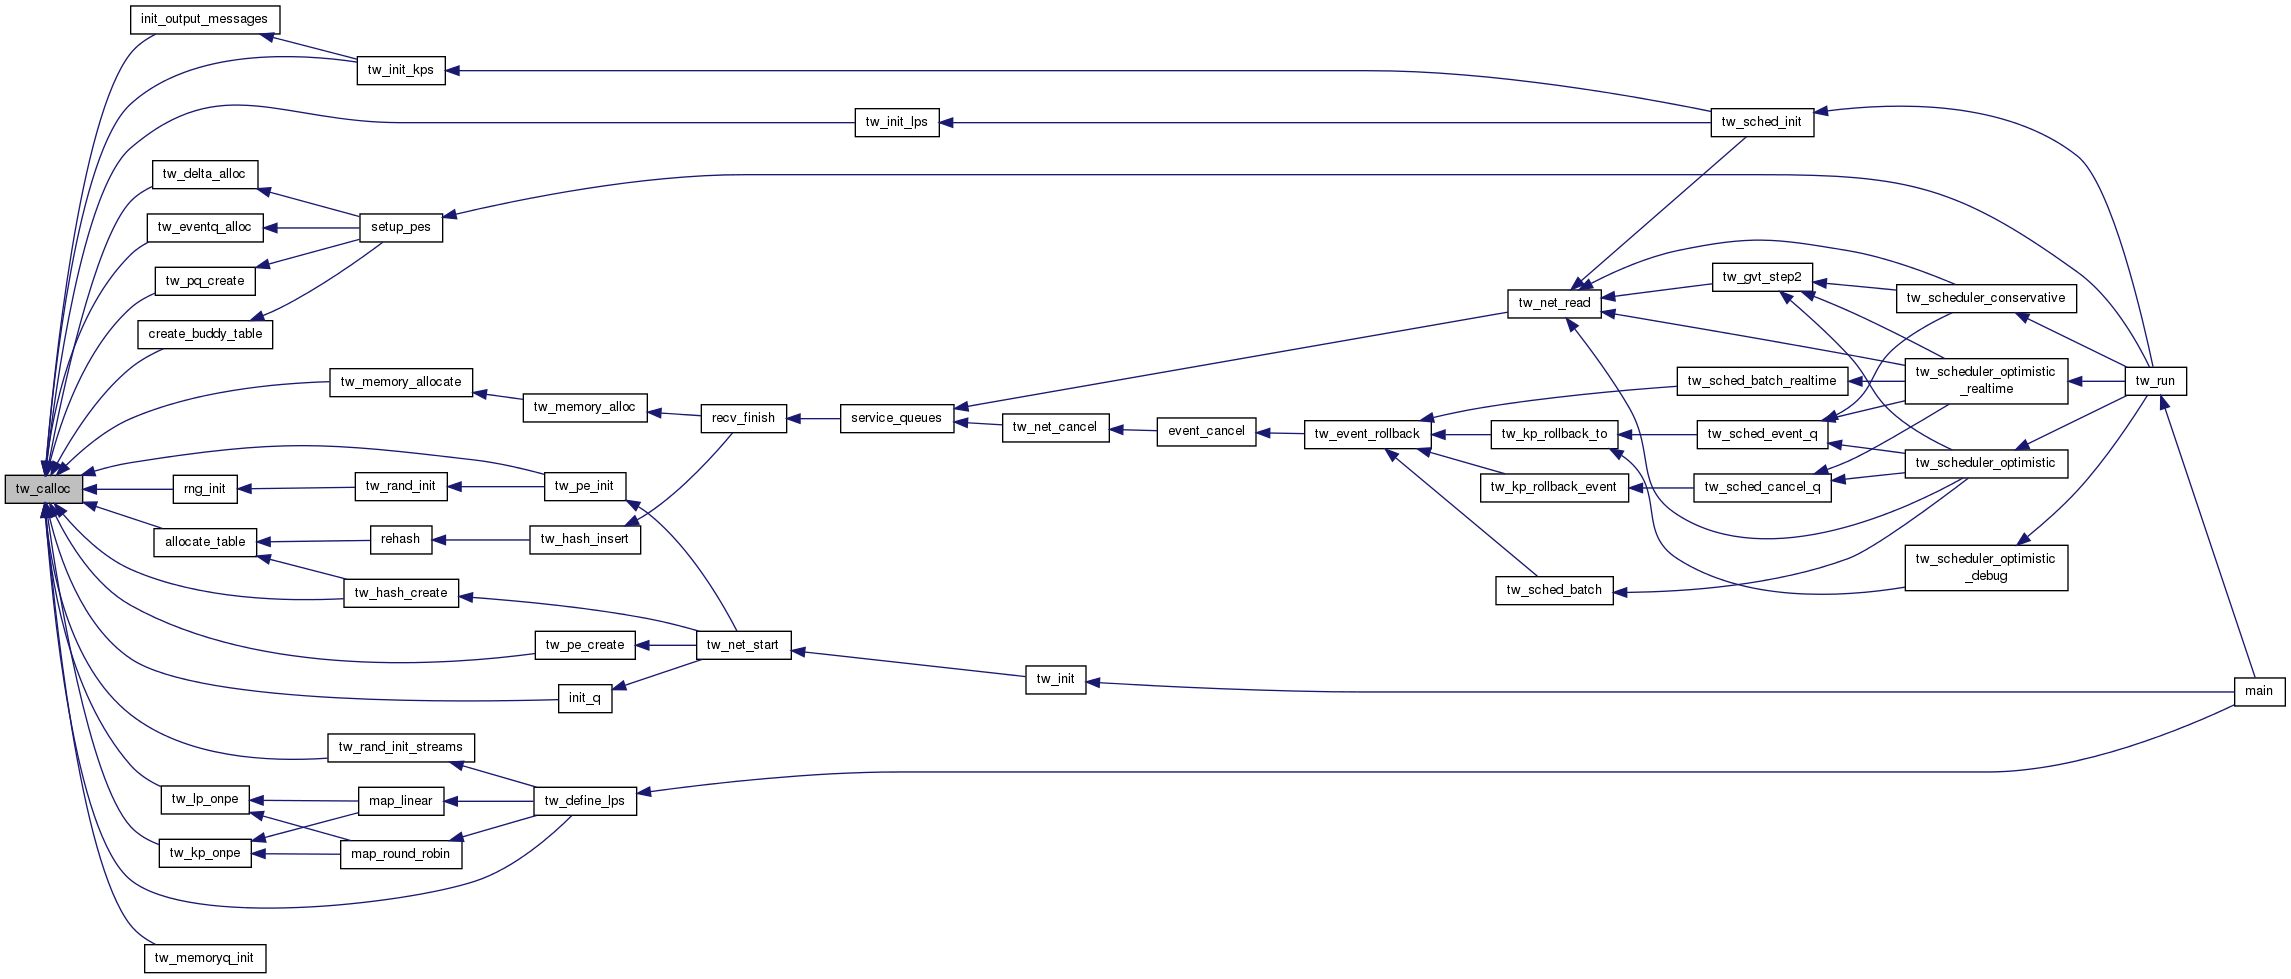 init_output_messages
tw_init_kps
tw_init_lps
tw_sched_init
tw_delta_alloc
tw_eventq_alloc
setup_pes
tw_pq_create
create_buddy_table
tw_net_read
tw_gvt_step2
tw_scheduler_conservative
tw_memory_allocate
tw_memory_alloc
recv_finish
service_queues
tw_net_cancel
event_cancel
tw_event_rollback
tw_sched_batch_realtime
tw_kp_rollback_to
tw_sched_event_q
tw_kp_rollback_event
tw_sched_cancel_q
tw_scheduler_optimistic
_realtime
tw_run
tw_scheduler_optimistic
tw_calloc
rng_init
tw_rand_init
tw_pe_init
allocate_table
rehash
tw_hash_insert
tw_hash_create
tw_sched_batch
tw_scheduler_optimistic
_debug
tw_pe_create
tw_net_start
init_q
tw_init
main
tw_rand_init_streams
tw_lp_onpe
map_linear
tw_define_lps
tw_kp_onpe
map_round_robin
tw_memoryq_init